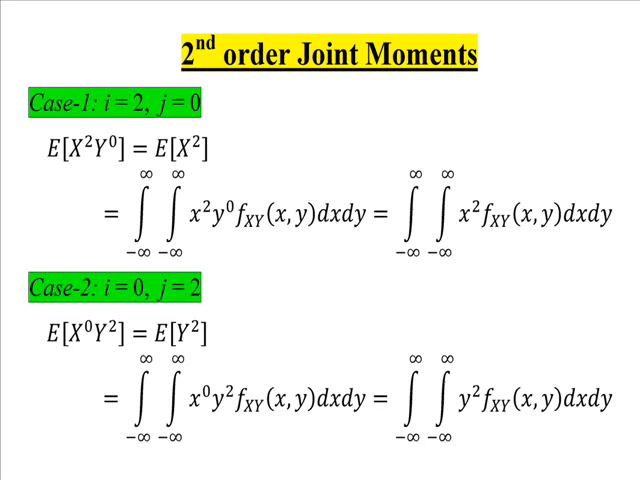 2nd order Joint Moments
Case-1: i = 2, j = 0
E[X²Y⁰] = E[X²]
= ∫_{-∞}^{∞} ∫_{-∞}^{∞} x²y⁰f_{XY}(x, y)dxdy = ∫_{-∞}^{∞} ∫_{-∞}^{∞} x²f_{XY}(x, y)dxdy
Case-2: i = 0, j = 2
E[X⁰Y²] = E[Y²]
= ∫_{-∞}^{∞} ∫_{-∞}^{∞} x⁰y²f_{XY}(x, y)dxdy = ∫_{-∞}^{∞} ∫_{-∞}^{∞} y²f_{XY}(x, y)dxdy